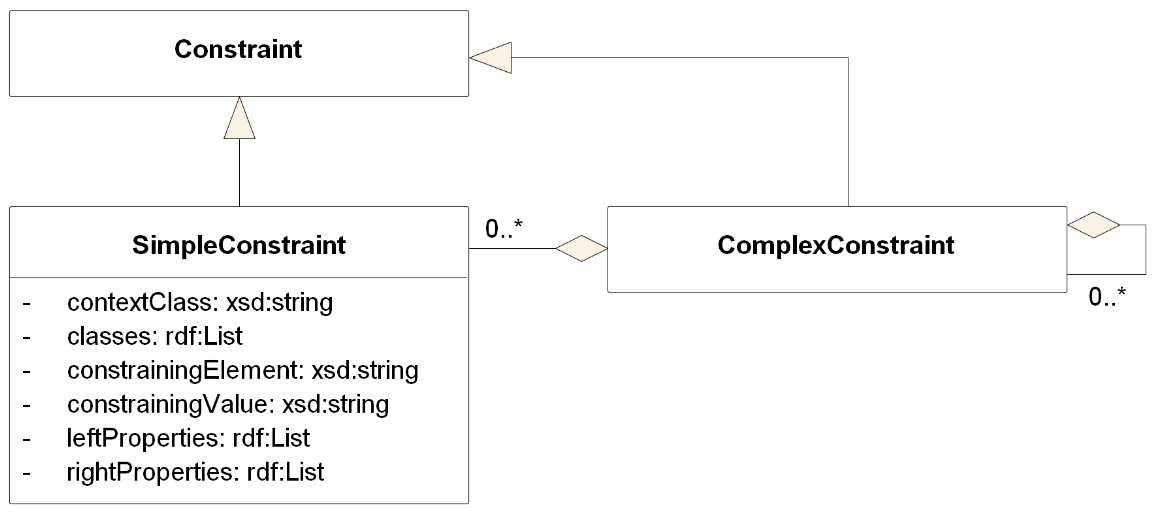 Constraint
SimpleConstraint
0..*
ComplexConstraint
- contextClass: xsd:string
- classes: rdf:List
- constrainingElement: xsd:string
- constrainingValue: xsd:string
- leftProperties: rdf:List
- rightProperties: rdf:List
0..*